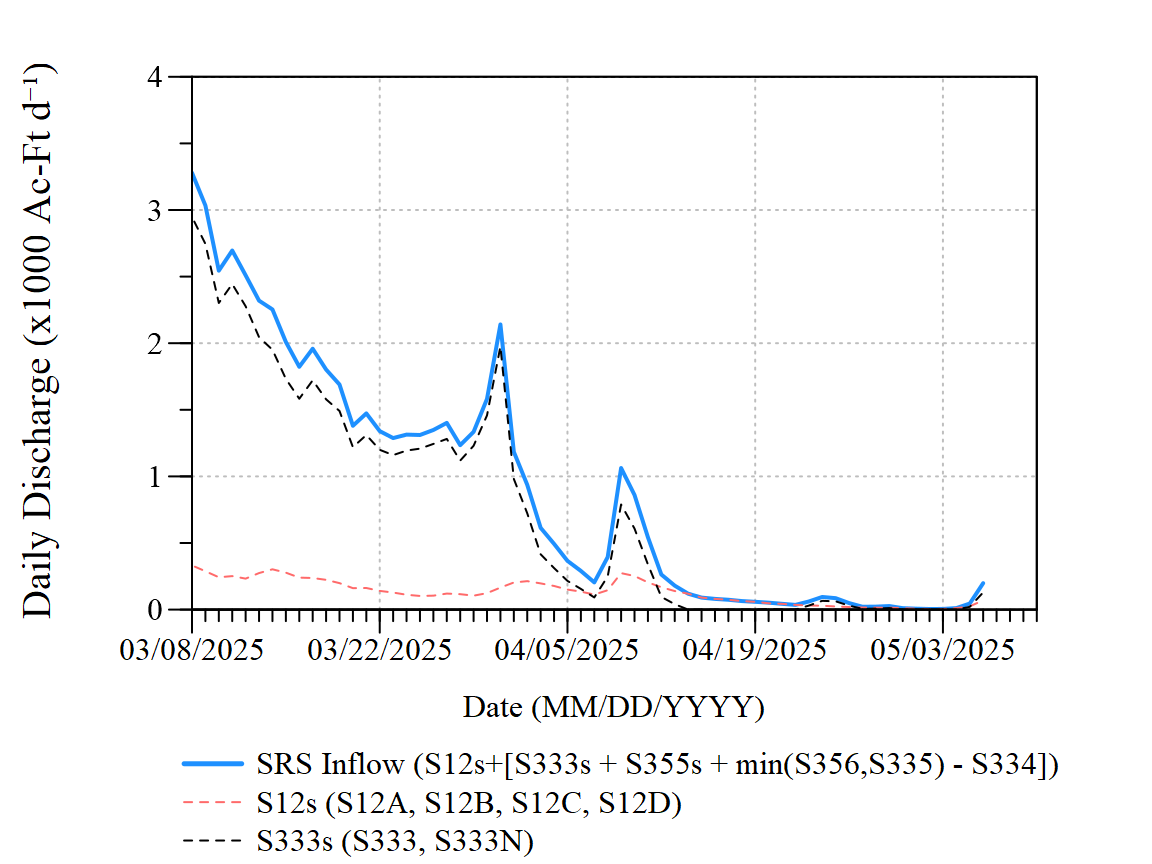 Daily Discharge (x1000 Ac-Ft d⁻¹)
4
3
2
1
0
03/08/2025 03/22/2025 04/05/2025 04/19/2025 05/03/2025
Date (MM/DD/YYYY)
SRS Inflow (S12s+[S333s + S355s + min(S356,S335) - S334])
S12s (S12A, S12B, S12C, S12D)
S333s (S333, S333N)